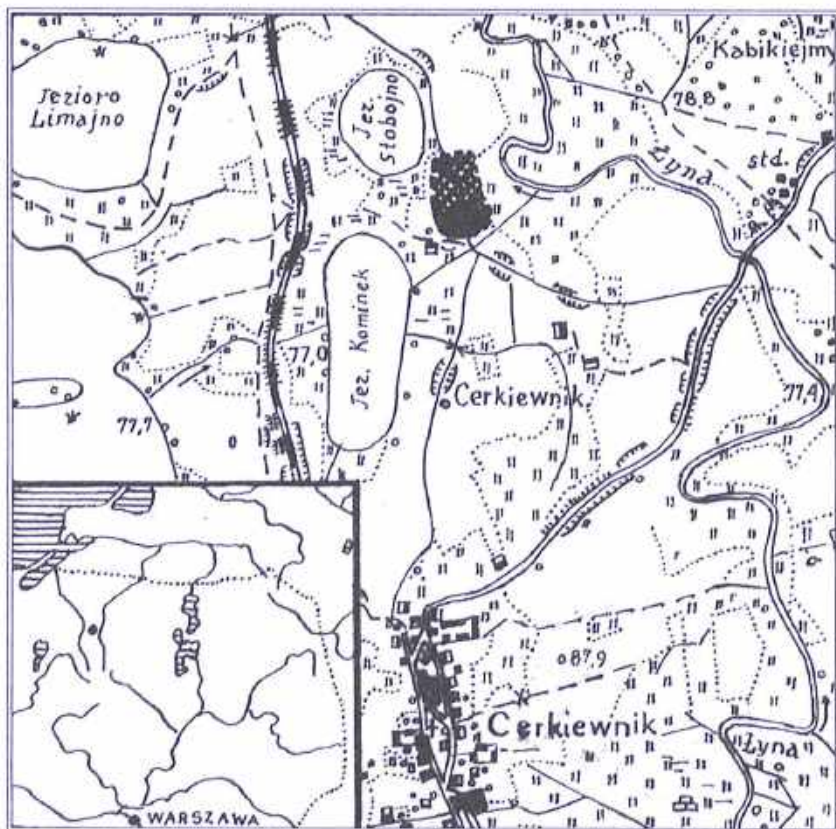 Kabikiejmy
Jezioro
Limajno
Jez.
Stobojno
78,8
Łyna
std.
Jez. Kominek
77,0
77,4
Cerkiewnik
77,7
87,9
Cerkiewnik
Łyna
WARSZAWA